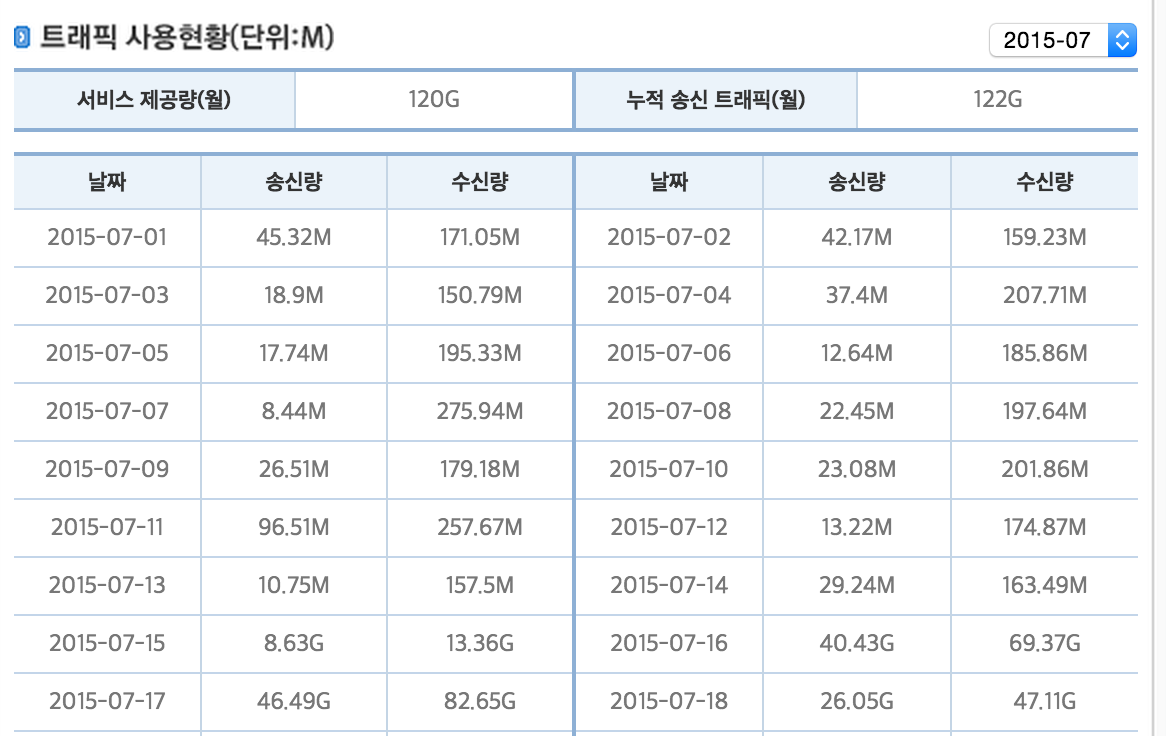 트래픽 사용현황(단위:M)
2015-07
서비스 제공량(월) 120G 누적 송신 트래픽(월) 122G
날짜 송신량 수신량 날짜 송신량 수신량
2015-07-01 45.32M 171.05M 2015-07-02 42.17M 159.23M
2015-07-03 18.9M 150.79M 2015-07-04 37.4M 207.71M
2015-07-05 17.74M 195.33M 2015-07-06 12.64M 185.86M
2015-07-07 8.44M 275.94M 2015-07-08 22.45M 197.64M
2015-07-09 26.51M 179.18M 2015-07-10 23.08M 201.86M
2015-07-11 96.51M 257.67M 2015-07-12 13.22M 174.87M
2015-07-13 10.75M 157.5M 2015-07-14 29.24M 163.49M
2015-07-15 8.63G 13.36G 2015-07-16 40.43G 69.37G
2015-07-17 46.49G 82.65G 2015-07-18 26.05G 47.11G